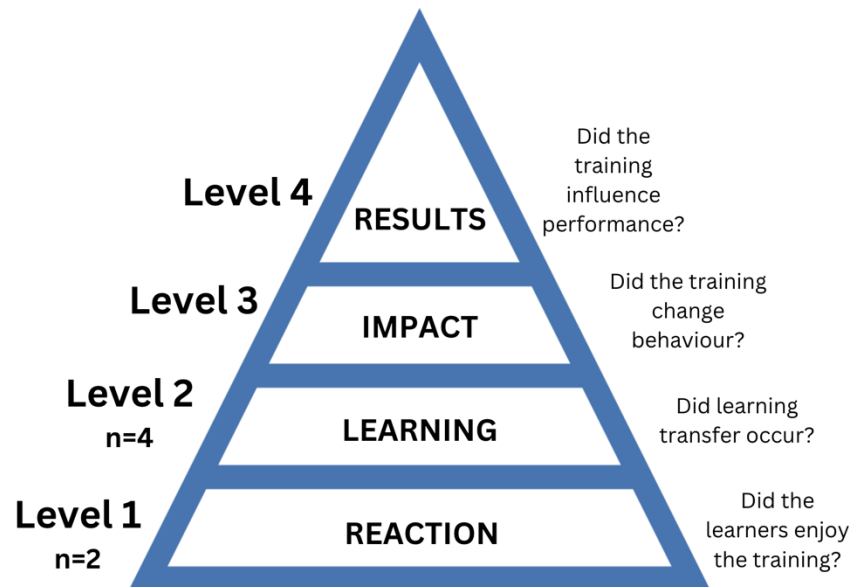 Level 4
RESULTS
Did the
training
influence
performance?
Level 3
IMPACT
Did the training
change
behaviour?
Level 2
n=4
LEARNING
Did learning
transfer occur?
Level 1
n=2
REACTION
Did the
learners enjoy
the training?